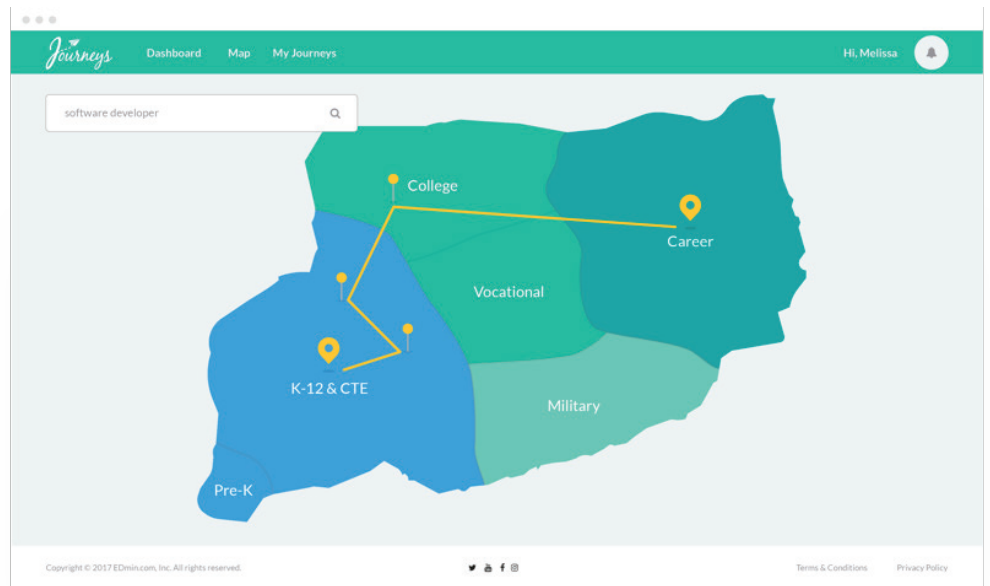 Journeys Dashboard Map My Journeys Hi, Melissa
software developer
College
Career
Vocational
K-12 & CTE
Military
Pre-K
Copyright © 2017 EDmin.com, Inc. All rights reserved. Terms & Conditions Privacy Policy